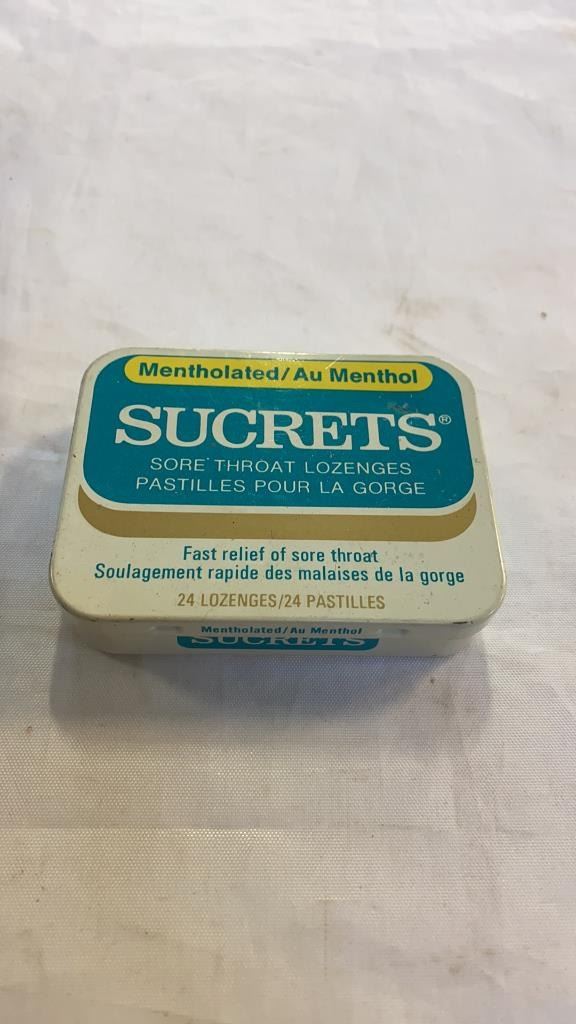 Mentholated/Au Menthol
SUCRETS®
SORE THROAT LOZENGES
PASTILLES POUR LA GORGE
Fast relief of sore throat
Soulagement rapide des malaises de la gorge
24 LOZENGES/24 PASTILLES
Mentholated/Au Menthol
SUCRETS